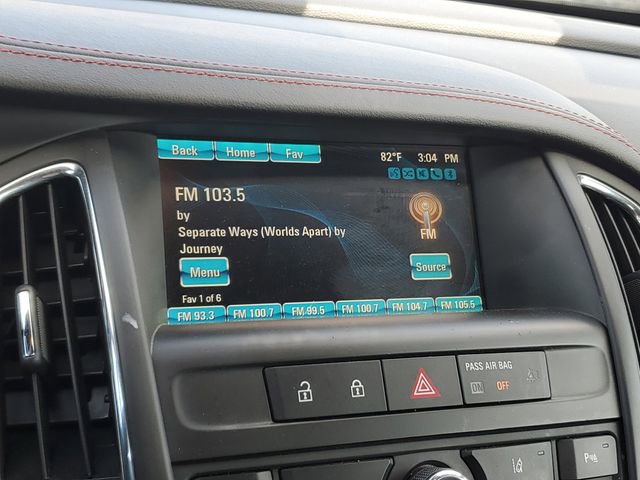 Back Home Fav
82°F 3:04 PM
FM 103.5
by
Separate Ways (Worlds Apart) by
Journey
FM
Menu
Source
Fav 1 of 6
FM 93.3 FM 100.7 FM 99.5 FM 100.7 FM 104.7 FM 105.5
PASS AIR BAG
ON OFF
P